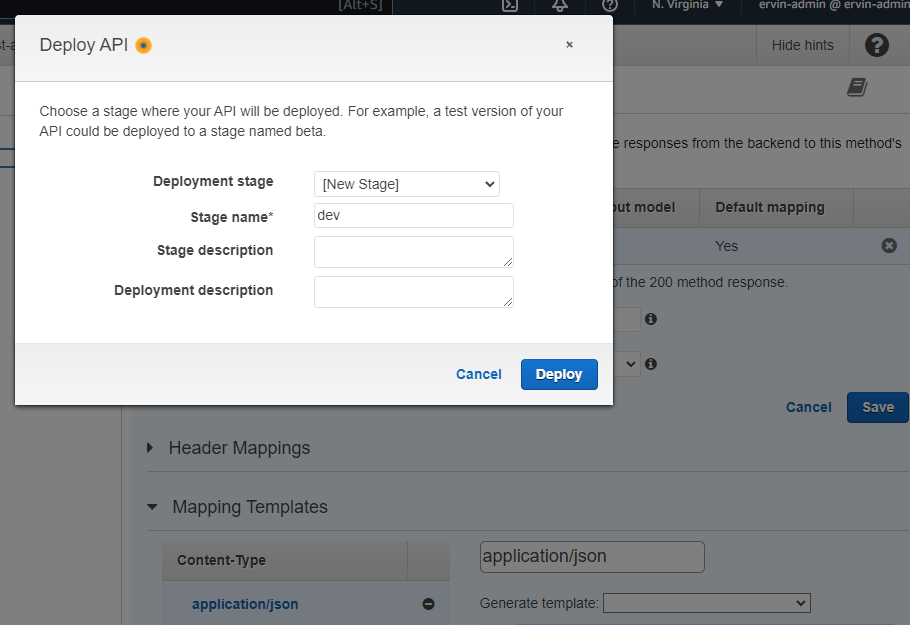 [Alt+S]
N. Virginia
ervin-admin @ ervin-admin
Deploy API
×
Hide hints
?
Choose a stage where your API will be deployed. For example, a test version of your
API could be deployed to a stage named beta.
responses from the backend to this method's
Deployment stage
[New Stage]
Stage name*
dev
model
Default mapping
Stage description
Yes
Deployment description
of the 200 method response.
Cancel
Deploy
Cancel
Save
Header Mappings
Mapping Templates
Content-Type
application/json
application/json
Generate template: